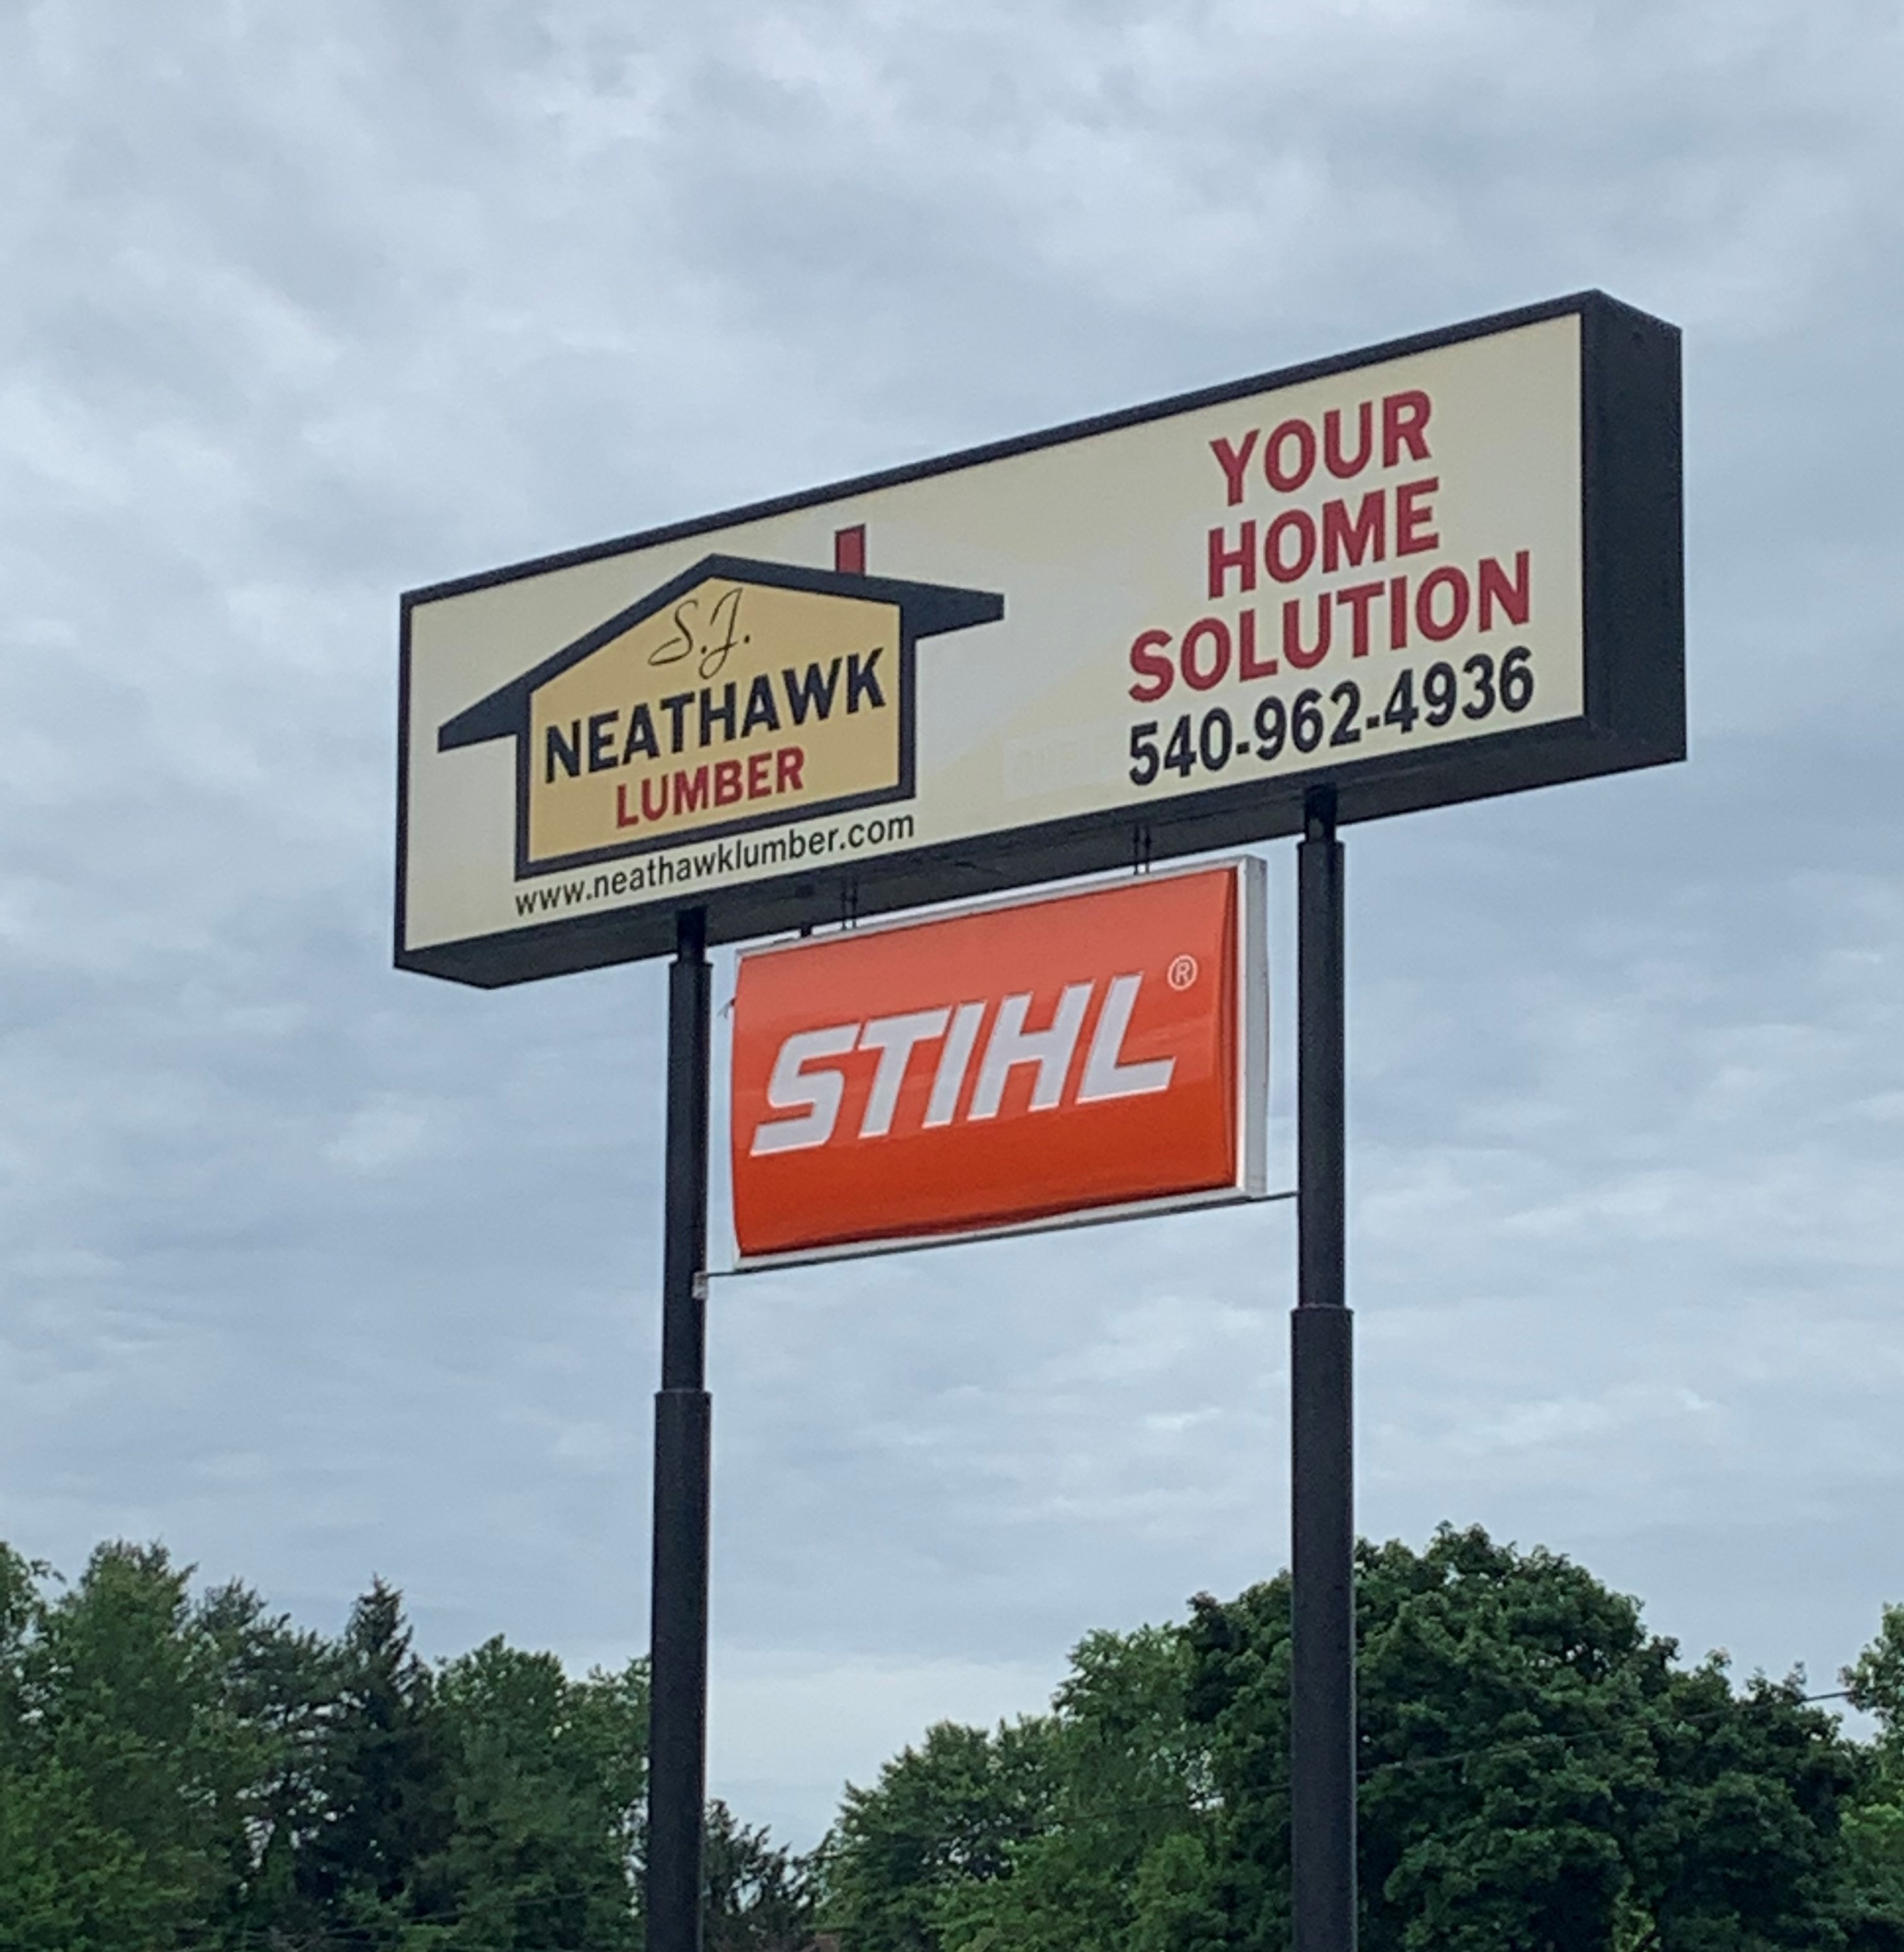 S.J.
NEATHAWK
LUMBER
www.neathawklumber.com
YOUR
HOME
SOLUTION
540-962-4936
STIHL®